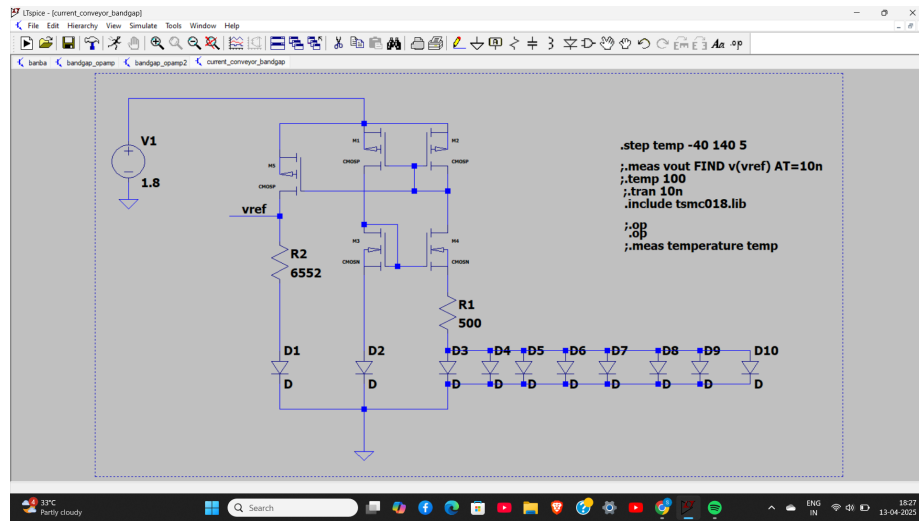 LTspice - [current_conveyor_bandgap]
File Edit Hierarchy View Simulate Tools Window Help
banba bandgap_opamp bandgap_opamp2 current_conveyor_bandgap
V1
1.8
M1
M2
CMOSP
CMOSP
M5
CMOSP
vref
R2
6552
M3
M4
CMOSN
CMOSN
R1
500
D1
D
D2
D
D3 D4 D5 D6 D7 D8 D9 D10
D D D D D D D D
.step temp -40 140 5
;.meas vout FIND v(vref) AT=10n
;.temp 100
;.tran 10n
.include tsmc018.lib
;.op
.op
;.meas temperature temp
33°C
Partly cloudy
Search
ENG
IN
18:27
13-04-2025